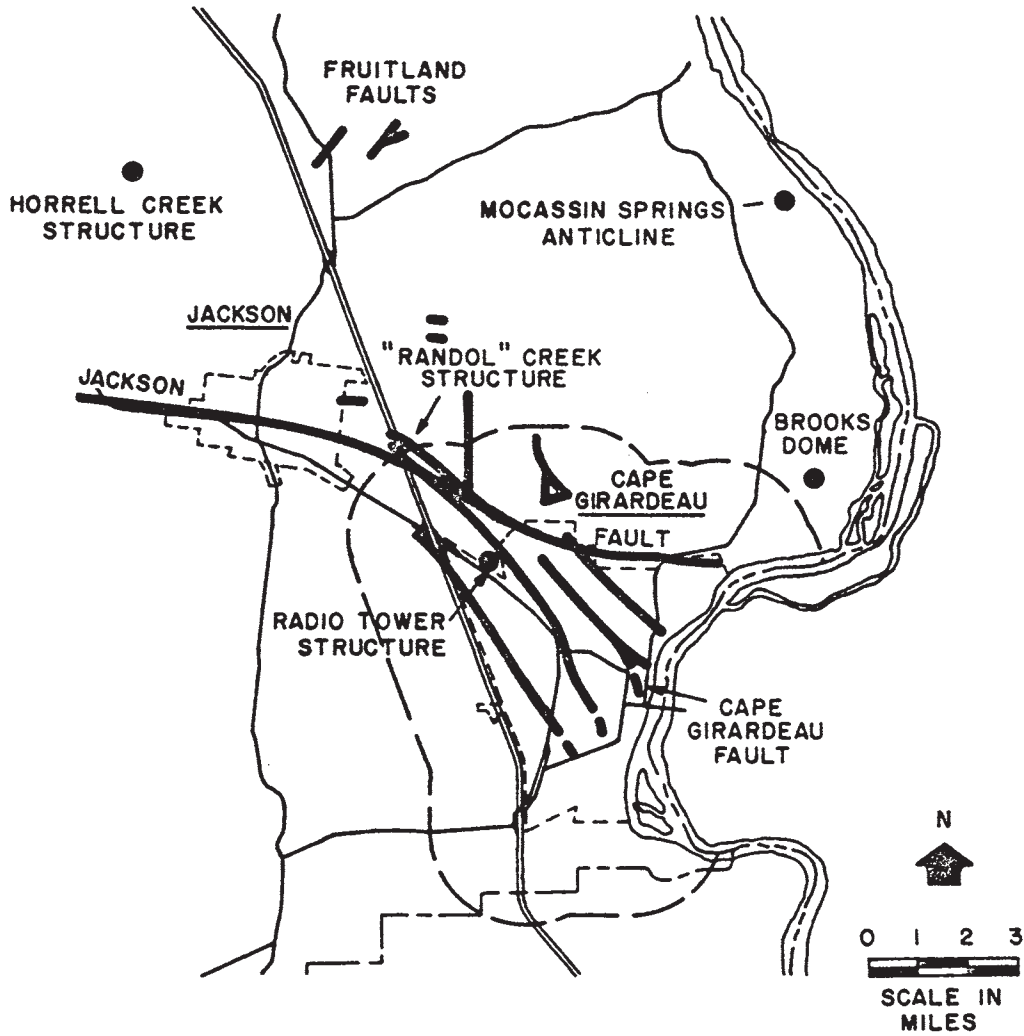 FRUITLAND
FAULTS
HORRELL CREEK
STRUCTURE
MOCASSIN SPRINGS
ANTICLINE
JACKSON
"RANDOL" CREEK
STRUCTURE
JACKSON
BROOKS
DOME
CAPE
GIRARDEAU
FAULT
RADIO TOWER
STRUCTURE
CAPE
GIRARDEAU
FAULT
N
0 1 2 3
SCALE IN
MILES